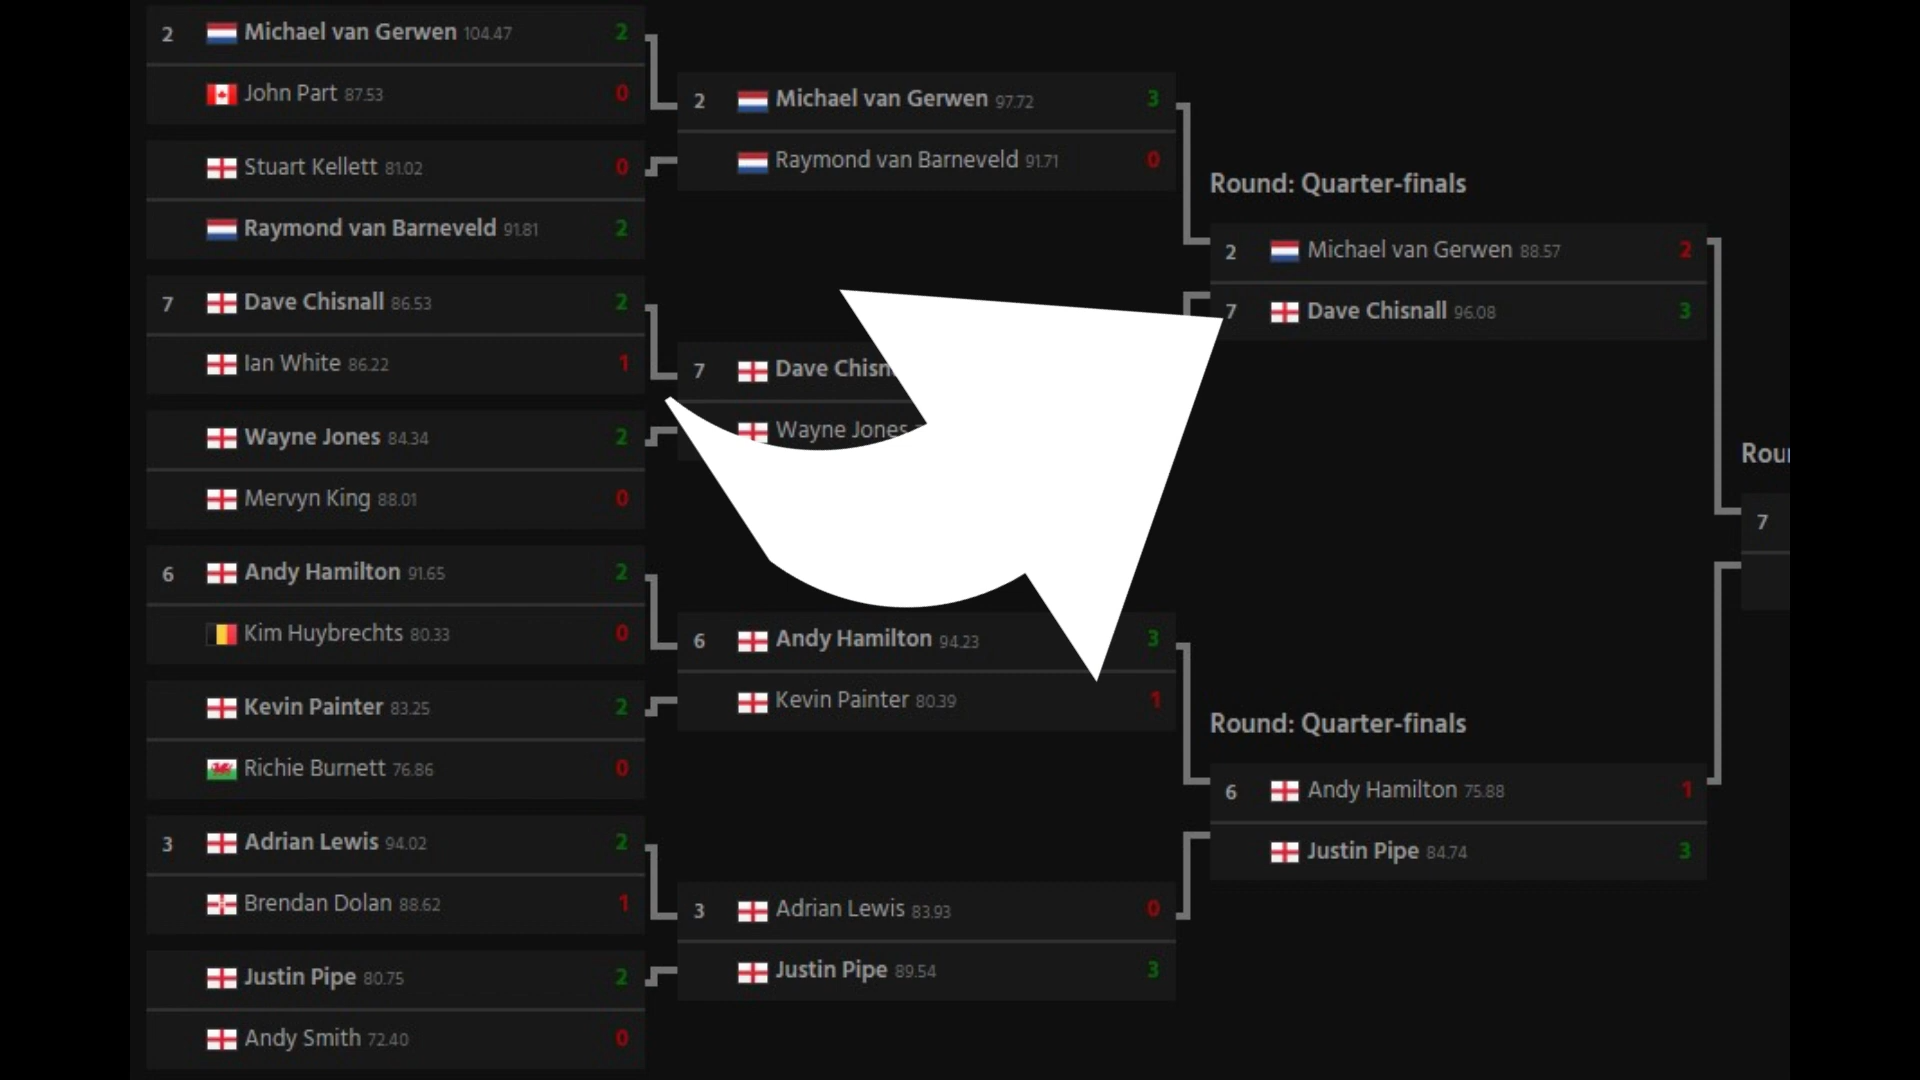 2 Michael van Gerwen 104.47 2
John Part 87.53 0
Stuart Kellett 81.02 0
Raymond van Barneveld 91.81 2
7 Dave Chisnall 86.53 2
Ian White 86.22 1
Wayne Jones 84.34 2
Mervyn King 88.01 0
6 Andy Hamilton 91.65 2
Kim Huybrechts 80.33 0
Kevin Painter 83.25 2
Richie Burnett 76.86 0
3 Adrian Lewis 94.02 2
Brendan Dolan 88.62 1
Justin Pipe 80.75 2
Andy Smith 72.40 0
2 Michael van Gerwen 97.72 3
Raymond van Barneveld 91.71 0
7 Dave
Wayne Jones
6 Andy Hamilton 94.23 3
Kevin Painter 80.39 1
3 Adrian Lewis 83.93 0
Justin Pipe 89.54 3
Round: Quarter-finals
2 Michael van Gerwen 88.57 2
7 Dave Chisnall 96.08 3
Round: Quarter-finals
6 Andy Hamilton 75.88 1
Justin Pipe 84.74 3
7